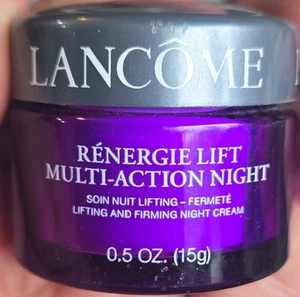 LANCÔME
RÉNERGIE LIFT
MULTI-ACTION NIGHT
SOIN NUIT LIFTING – FERMETÉ
LIFTING AND FIRMING NIGHT CREAM
0.5 OZ. (15g)